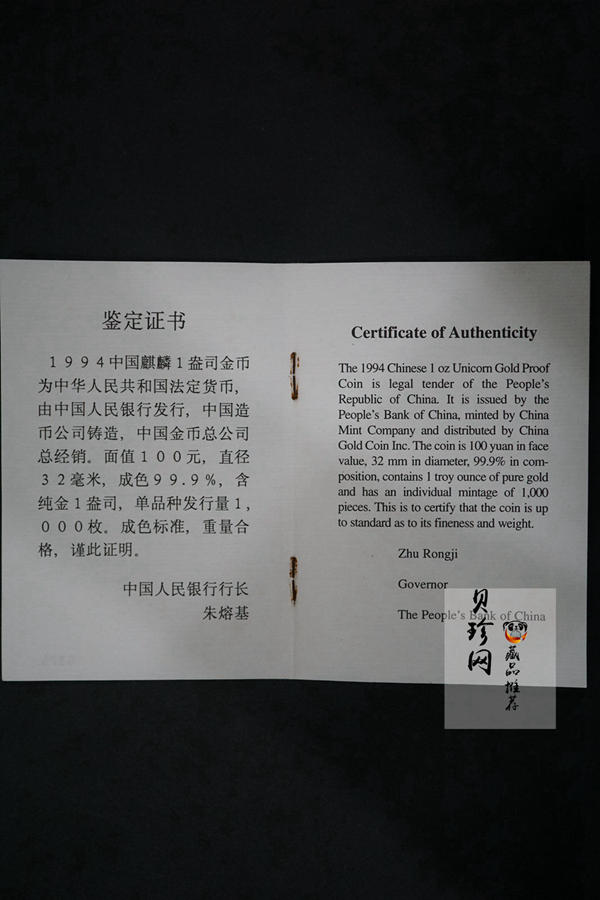 鉴定证书
１９９４中国麒麟１盎司金币
为中华人民共和国法定货币，
由中国人民银行发行，中国造
币公司铸造，中国金币总公司
总经销。面值１００元，直径
３２毫米，成色９９.９%，含
纯金１盎司，单品种发行量１，
０００枚。成色标准，重量合
格，谨此证明。
中国人民银行行长
朱熔基
Certificate of Authenticity
The 1994 Chinese 1 oz Unicorn Gold Proof
Coin is legal tender of the People's
Republic of China. It is issued by the
People's Bank of China, minted by China
Mint Company and distributed by China
Gold Coin Inc. The coin is 100 yuan in face
value, 32 mm in diameter, 99.9% in com-
position, contains 1 troy ounce of pure gold
and has an individual mintage of 1,000
pieces. This is to certify that the coin is up
to standard as to its fineness and weight.
Zhu Rongji
Governor
The People's Bank of China
贝珍网
藏品推荐